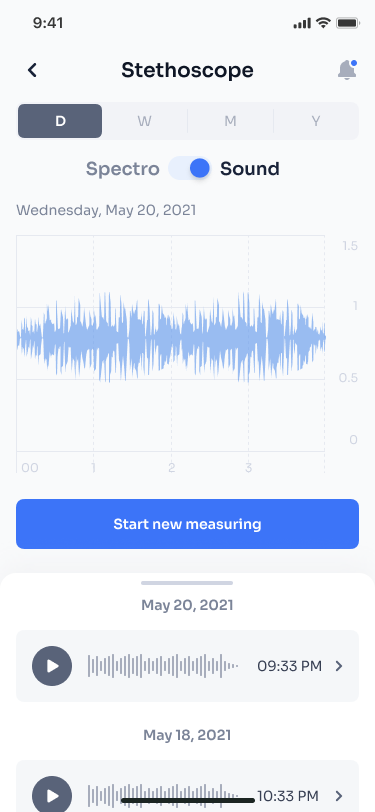 9:41
Stethoscope
D W M Y
Spectro Sound
Wednesday, May 20, 2021
1.5
1
0.5
0
00 1 2 3
Start new measuring
May 20, 2021
09:33 PM
May 18, 2021
10:33 PM